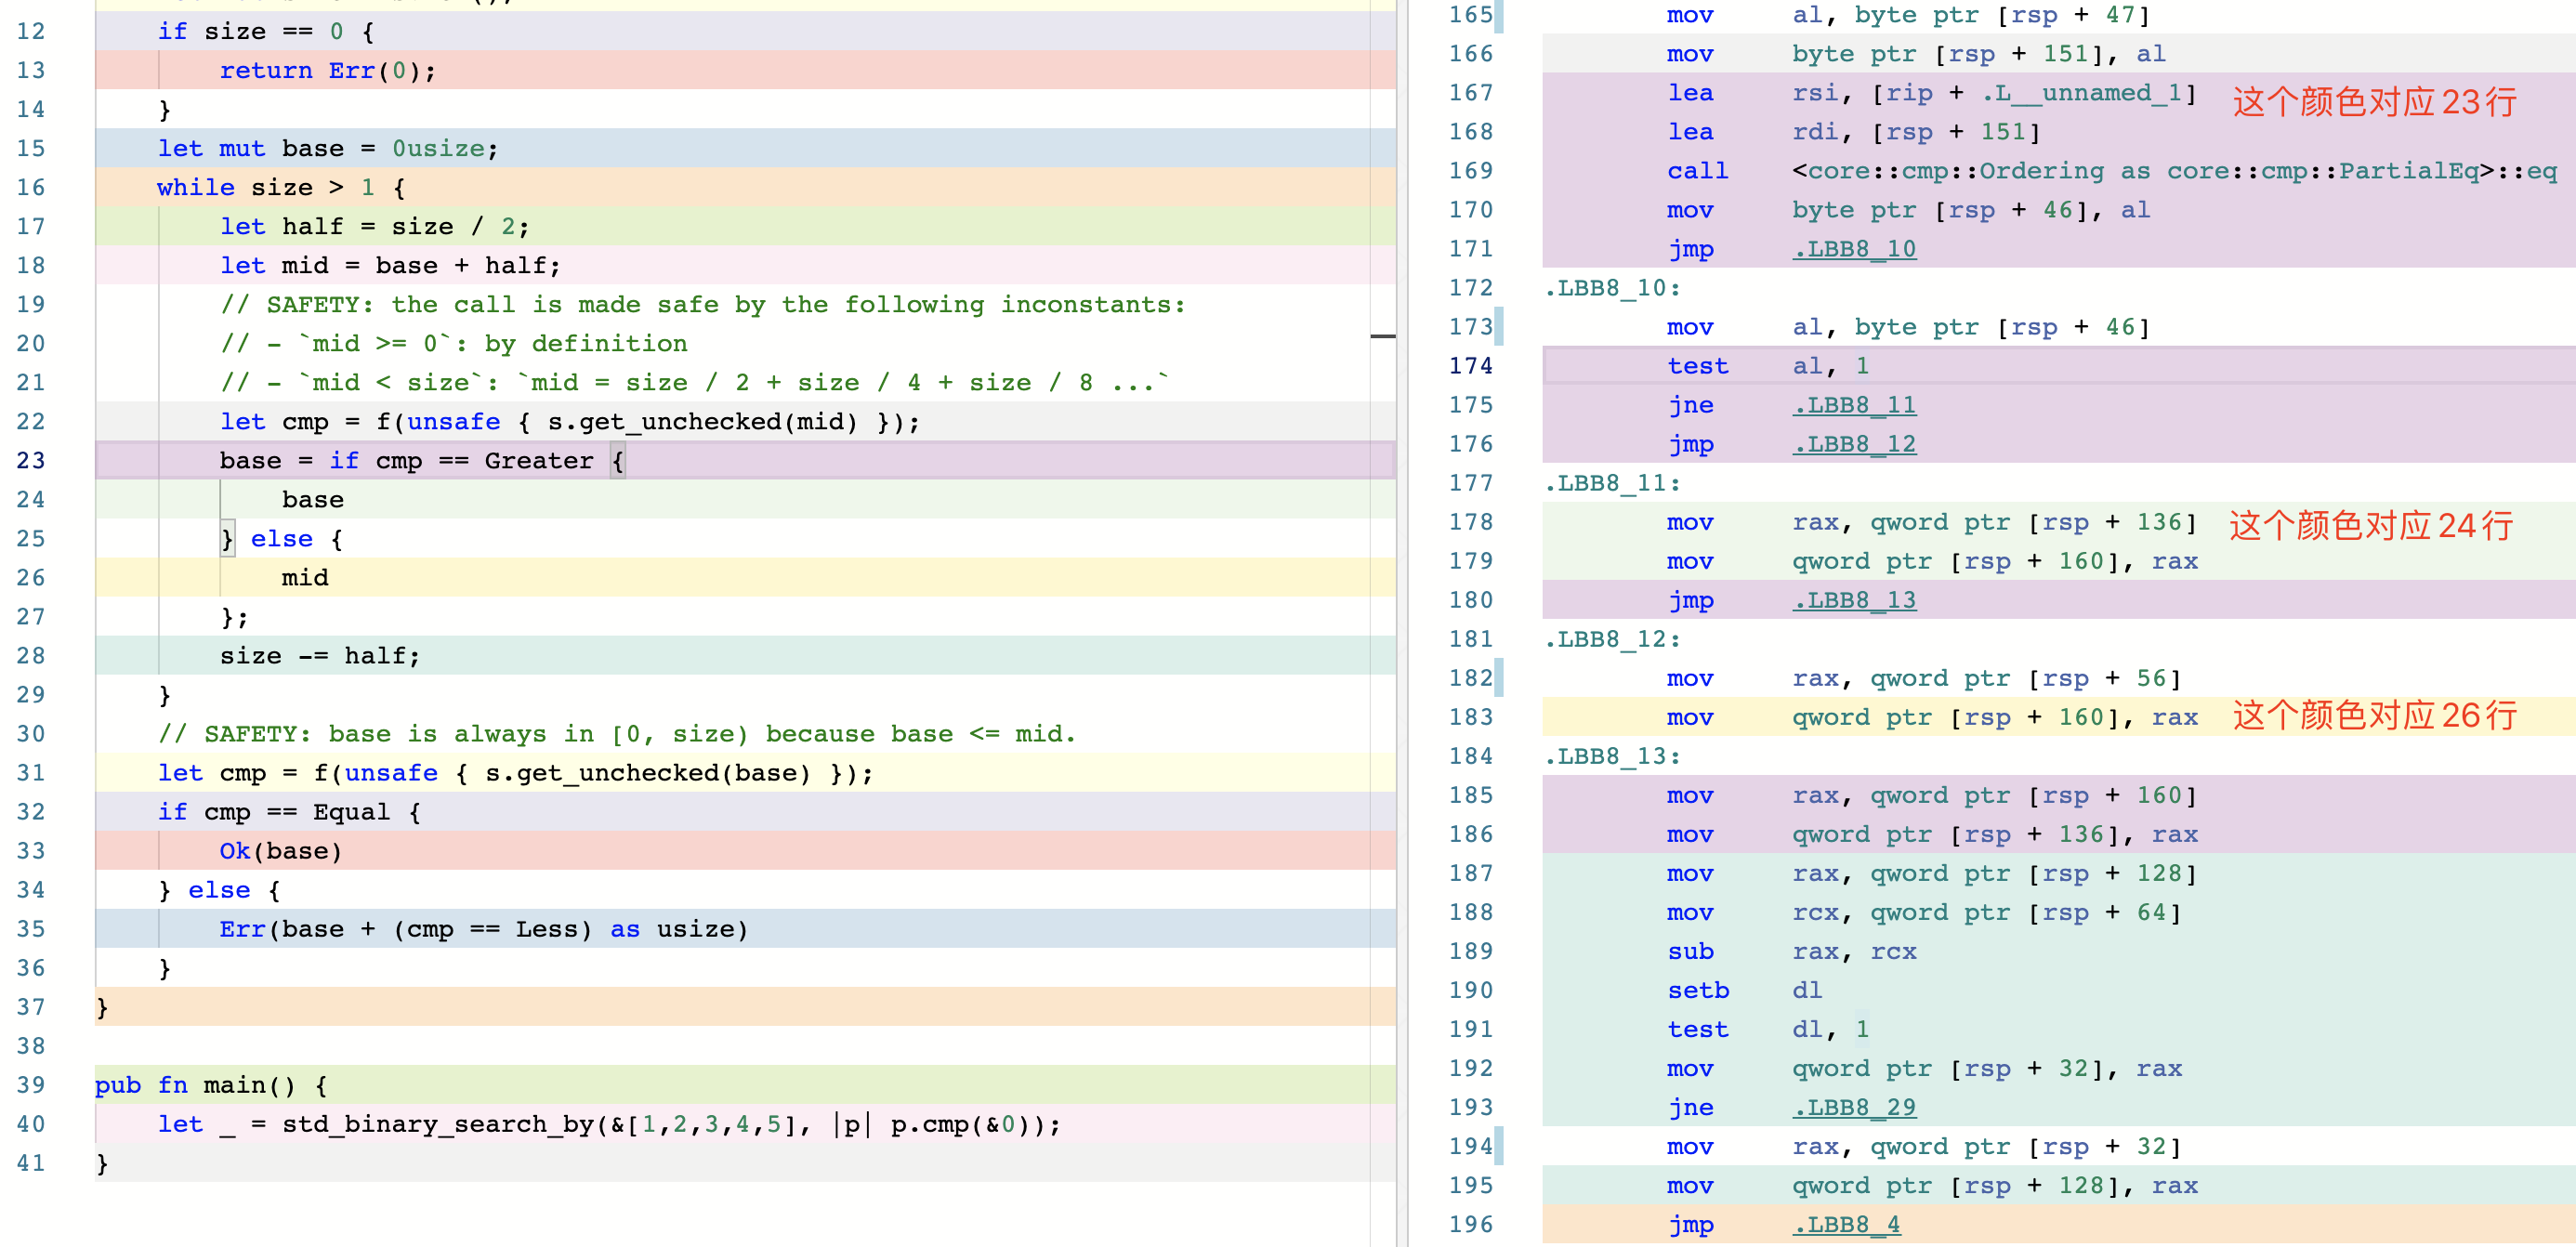 12 if size == 0 {
13 return Err(0);
14 }
15 let mut base = 0usize;
16 while size > 1 {
17 let half = size / 2;
18 let mid = base + half;
19 // SAFETY: the call is made safe by the following inconstants:
20 // - `mid >= 0`: by definition
21 // - `mid < size`: `mid = size / 2 + size / 4 + size / 8 ...`
22 let cmp = f(unsafe { s.get_unchecked(mid) });
23 base = if cmp == Greater {
24 base
25 } else {
26 mid
27 };
28 size -= half;
29 }
30 // SAFETY: base is always in [0, size) because base <= mid.
31 let cmp = f(unsafe { s.get_unchecked(base) });
32 if cmp == Equal {
33 Ok(base)
34 } else {
35 Err(base + (cmp == Less) as usize)
36 }
37 }
38
39 pub fn main() {
40 let _ = std_binary_search_by(&[1,2,3,4,5], |p| p.cmp(&0));
41 }
165 mov al, byte ptr [rsp + 47]
166 mov byte ptr [rsp + 151], al
167 lea rsi, [rip + .L__unnamed_1] 这个颜色对应23行
168 lea rdi, [rsp + 151]
169 call <core::cmp::Ordering as core::cmp::PartialEq>::eq
170 mov byte ptr [rsp + 46], al
171 jmp .LBB8_10
172 .LBB8_10:
173 mov al, byte ptr [rsp + 46]
174 test al, 1
175 jne .LBB8_11
176 jmp .LBB8_12
177 .LBB8_11:
178 mov rax, qword ptr [rsp + 136] 这个颜色对应24行
179 mov qword ptr [rsp + 160], rax
180 jmp .LBB8_13
181 .LBB8_12:
182 mov rax, qword ptr [rsp + 56]
183 mov qword ptr [rsp + 160], rax 这个颜色对应26行
184 .LBB8_13:
185 mov rax, qword ptr [rsp + 160]
186 mov qword ptr [rsp + 136], rax
187 mov rax, qword ptr [rsp + 128]
188 mov rcx, qword ptr [rsp + 64]
189 sub rax, rcx
190 setb dl
191 test dl, 1
192 mov qword ptr [rsp + 32], rax
193 jne .LBB8_29
194 mov rax, qword ptr [rsp + 32]
195 mov qword ptr [rsp + 128], rax
196 jmp .LBB8_4